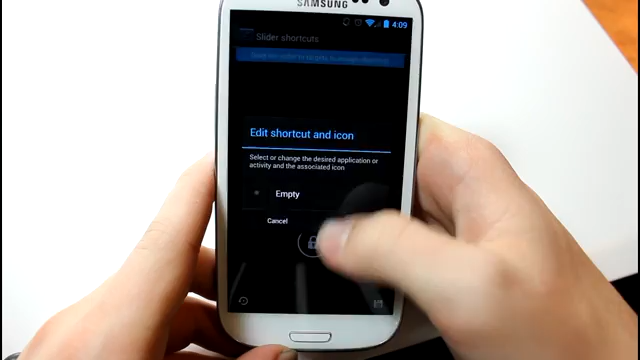 SAMSUNG
4:09
Slider shortcuts
Edit shortcut and icon
Select or change the desired application or
activity and the associated icon
Empty
Cancel